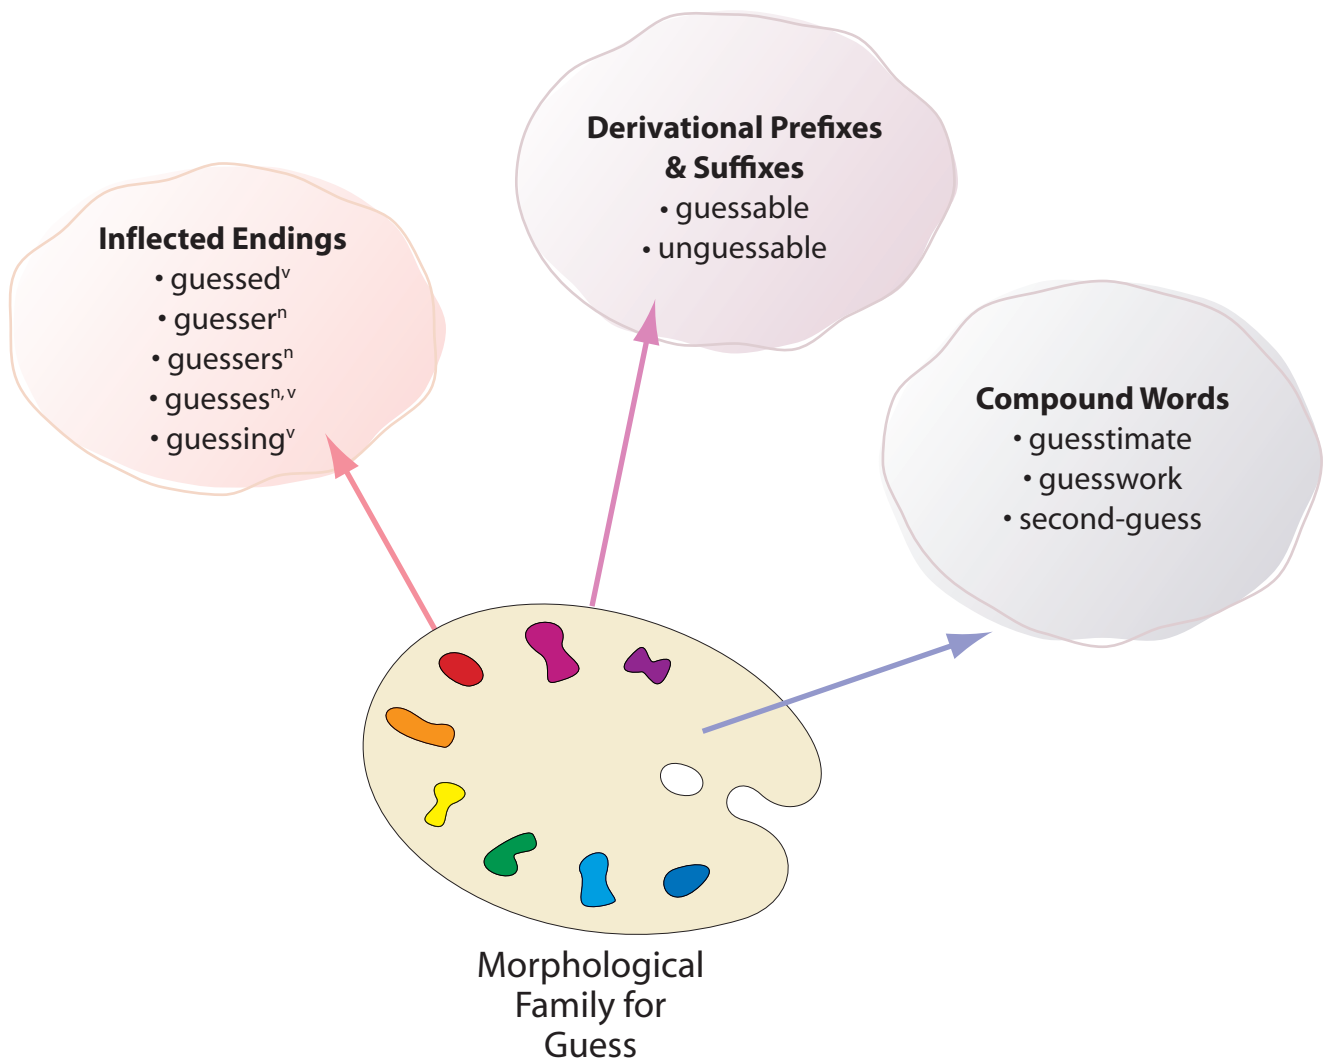 Derivational Prefixes
& Suffixes
• guessable
• unguessable
Inflected Endings
• guessedᵛ
• guesserⁿ
• guessersⁿ
• guessesⁿ,ᵛ
• guessingᵛ
Compound Words
• guesstimate
• guesswork
• second-guess
Morphological
Family for
Guess